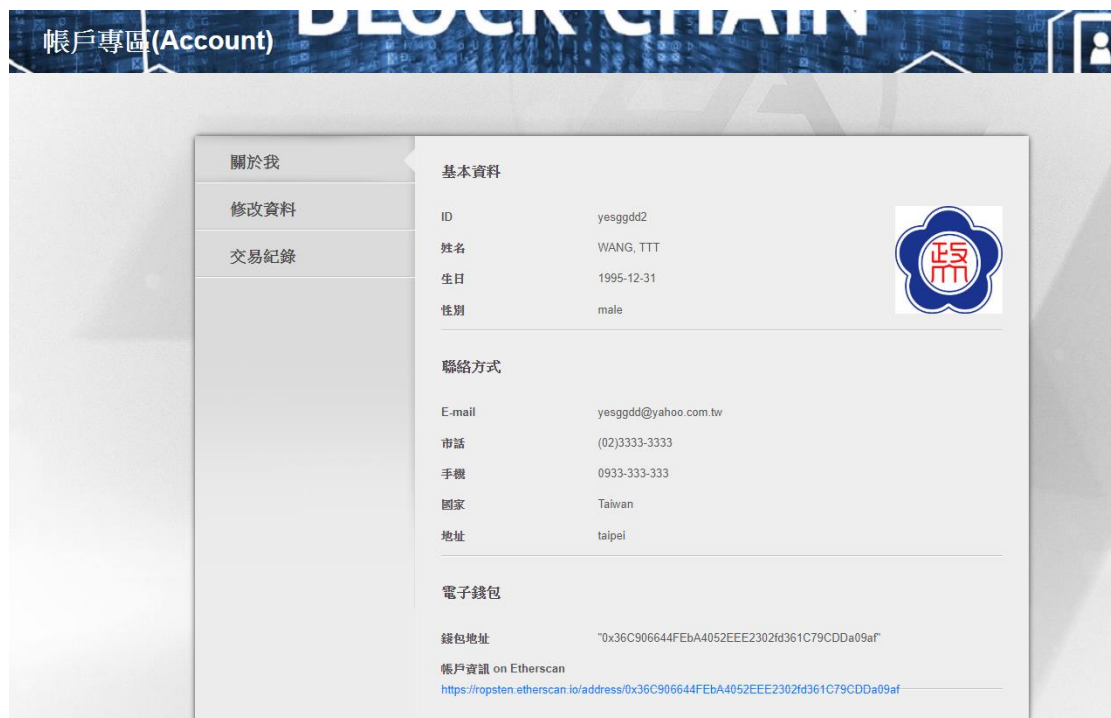 BLOCK CHAIN
帳戶專區(Account)
關於我
修改資料
交易紀錄
基本資料
ID yesggdd2
姓名 WANG, TTT
生日 1995-12-31
性別 male
政大
聯絡方式
E-mail yesggdd@yahoo.com.tw
市話 (02)3333-3333
手機 0933-333-333
國家 Taiwan
地址 taipei
電子錢包
錢包地址 "0x36C906644FEbA4052EEE2302fd361C79CDDa09af"
帳戶資訊 on Etherscan
https://ropsten.etherscan.io/address/0x36C906644FEbA4052EEE2302fd361C79CDDa09af